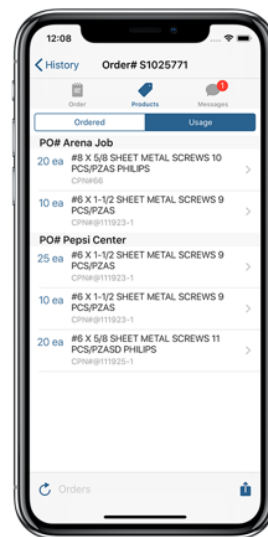 12:08
History
Order# S1025771
1
Order
Products
Messages
Ordered
Usage
PO# Arena Job
20 ea
#8 X 5/8 SHEET METAL SCREWS 10
PCS/PZAS PHILIPS
CPN#66
10 ea
#6 X 1-1/2 SHEET METAL SCREWS 9
PCS/PZAS
CPN#@111923-1
PO# Pepsi Center
25 ea
#6 X 1-1/2 SHEET METAL SCREWS 9
PCS/PZAS
CPN#@111923-1
10 ea
#6 X 1-1/2 SHEET METAL SCREWS 9
PCS/PZAS
CPN#@111923-1
20 ea
#6 X 5/8 SHEET METAL SCREWS 11
PCS/PZASD PHILIPS
CPN#@111925-1
Orders